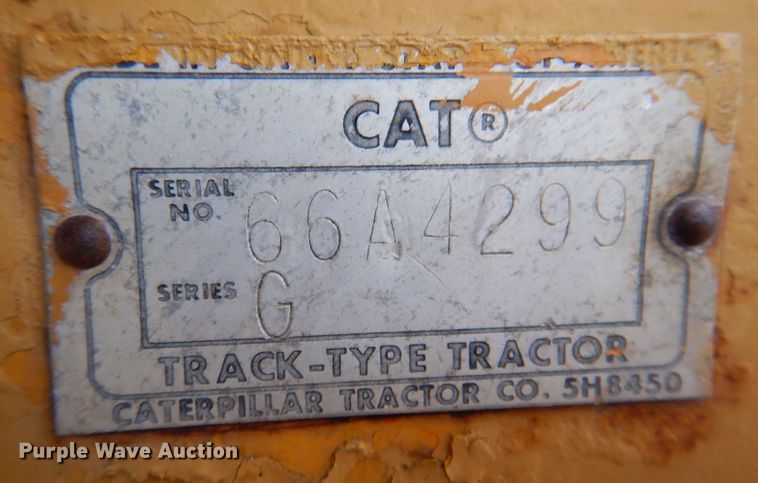 CAT®
SERIAL NO. 66A4299
SERIES G
TRACK-TYPE TRACTOR
CATERPILLAR TRACTOR CO. 5H8450
Purple Wave Auction